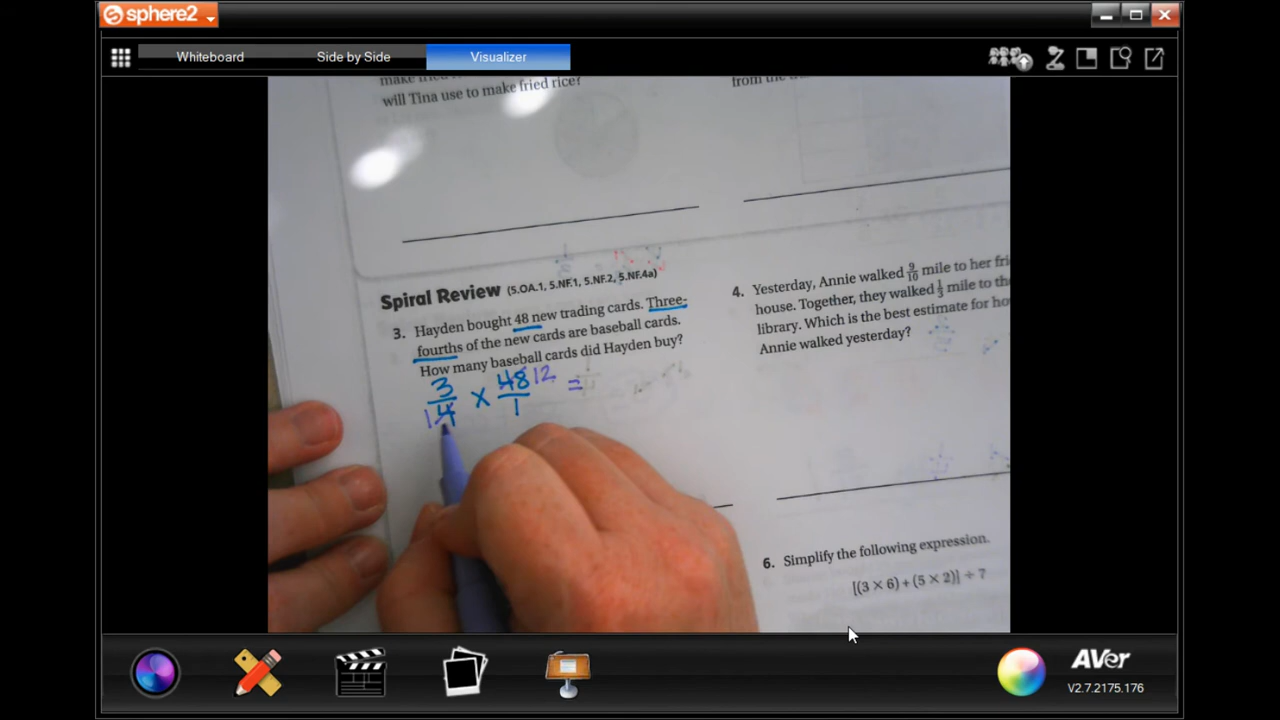 sphere2
Whiteboard
Side by Side
Visualizer
will Tina use to make fried rice?
from the
Spiral Review (5.OA.1, 5.NF.1, 5.NF.2, 5.NF.4a)
3. Hayden bought 48 new trading cards. Three-
fourths of the new cards are baseball cards.
How many baseball cards did Hayden buy?
3/4 × 48/1 =
1 12
4. Yesterday, Annie walked 9/10 mile to her
house. Together, they walked 1/3 mile to
library. Which is the best estimate for
Annie walked yesterday?
6. Simplify the following expression.
[(3 × 6) + (5 × 2)] ÷ 7
AVer
V2.7.2175.176